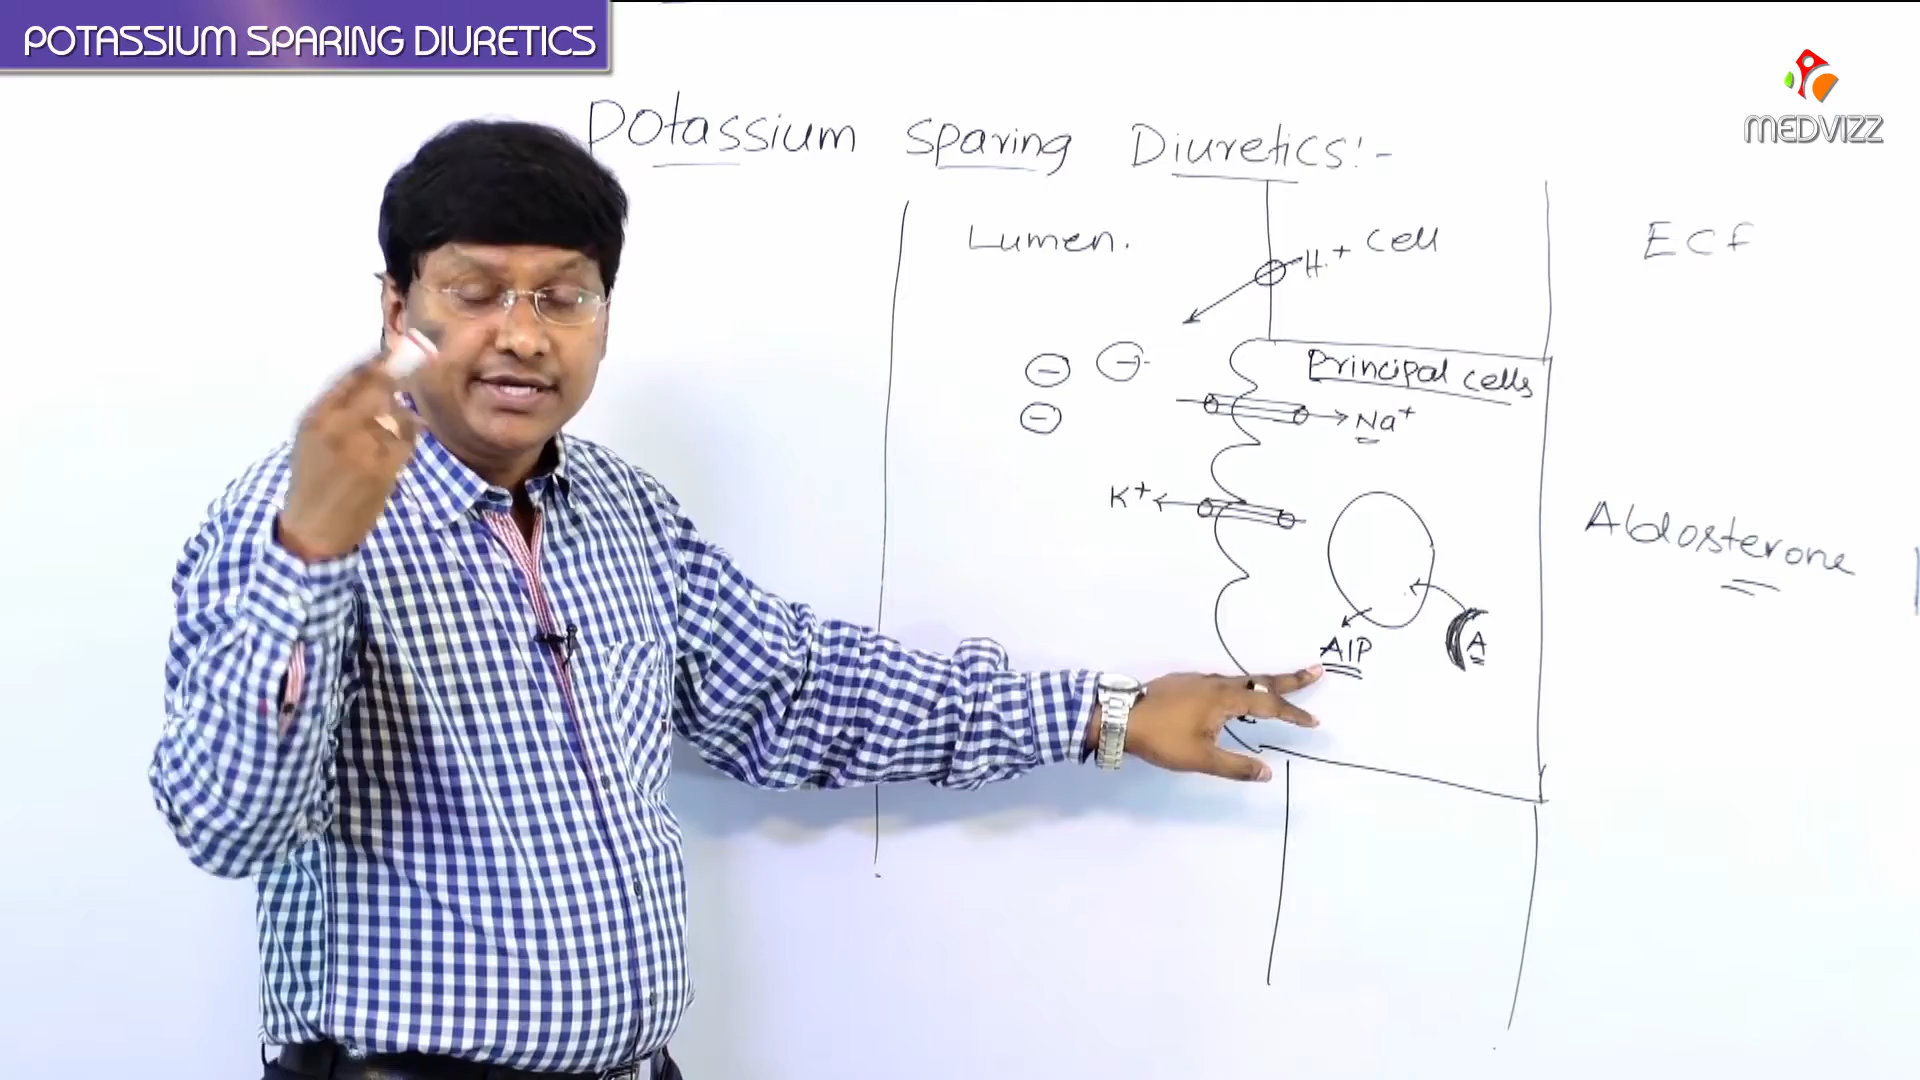 POTASSIUM SPARING DIURETICS
MEDVIZZ
Potassium Sparing Diuretics:-
Lumen.
H+ Cell
ECF
Principal cells
Na+
K+
Aldosterone
AIP
A